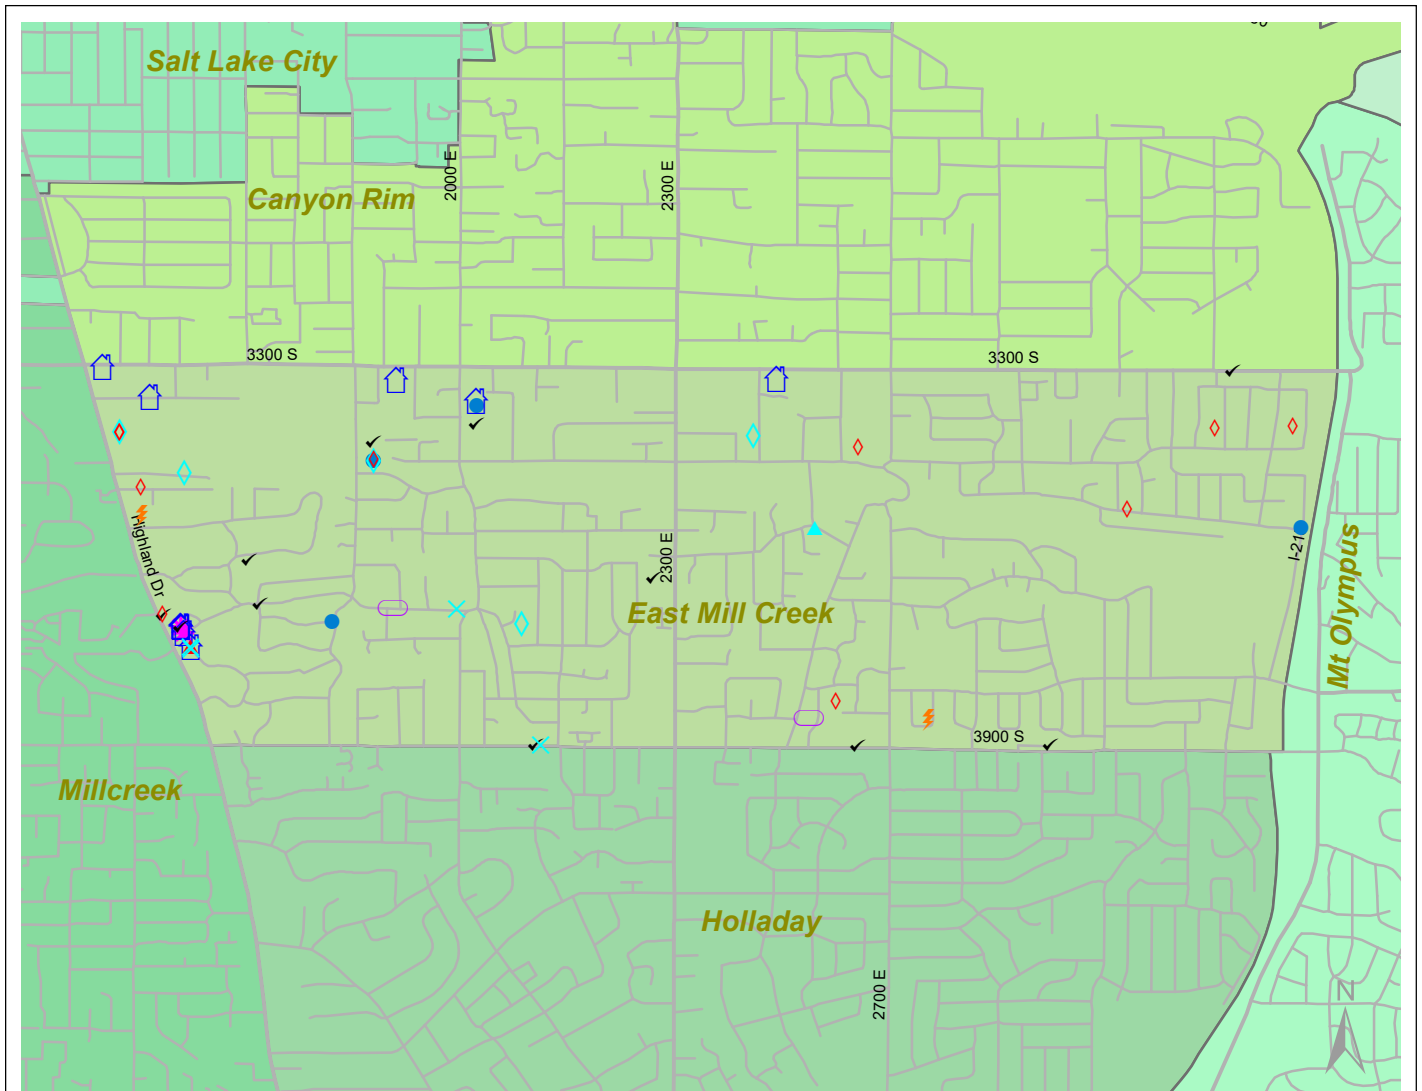 Salt Lake City
Canyon Rim
2000 E
2300 E
3300 S
3300 S
Highland Dr
2300 E
I-21
East Mill Creek
Mt Olympus
3900 S
Millcreek
Holladay
2700 E
N